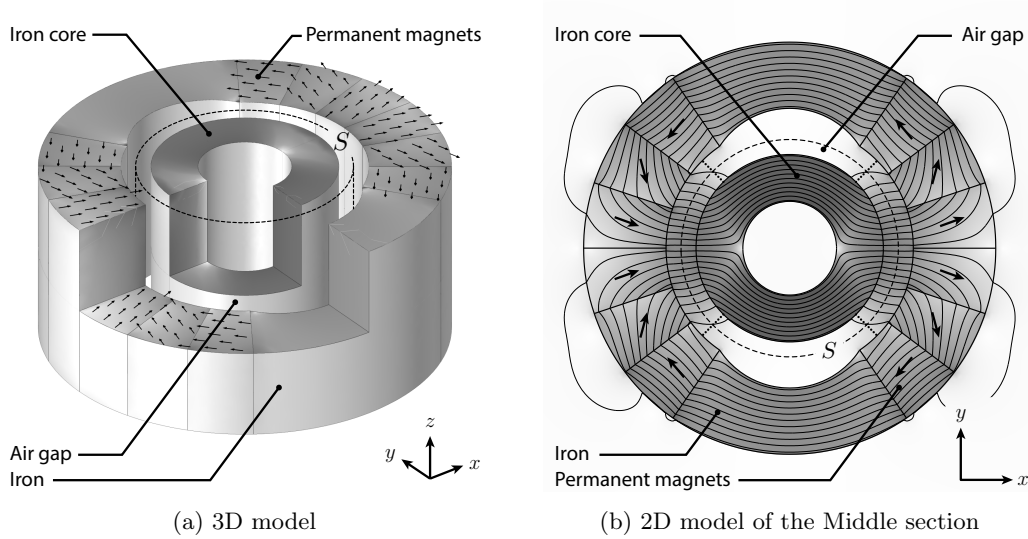 Iron core
Permanent magnets
S
Air gap
Iron
z
y
x
(a) 3D model
Iron core
Air gap
S
Iron
Permanent magnets
y
x
(b) 2D model of the Middle section